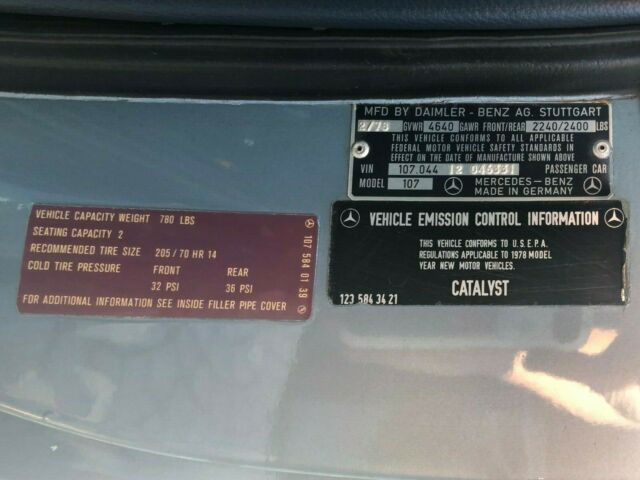 MFD BY DAIMLER - BENZ AG. STUTTGART
2/78 GVWR 4640 GAWR FRONT/REAR 2240/2400 LBS
THIS VEHICLE CONFORMS TO ALL APPLICABLE
FEDERAL MOTOR VEHICLE SAFETY STANDARDS IN
EFFECT ON THE DATE OF MANUFACTURE SHOWN ABOVE
VIN 107.044 12 045331 PASSENGER CAR
MODEL 107 MERCEDES-BENZ
MADE IN GERMANY
VEHICLE EMISSION CONTROL INFORMATION
THIS VEHICLE CONFORMS TO U.S.E.P.A.
REGULATIONS APPLICABLE TO 1978 MODEL
YEAR NEW MOTOR VEHICLES.
CATALYST
123 584 34 21
VEHICLE CAPACITY WEIGHT 780 LBS
SEATING CAPACITY 2
RECOMMENDED TIRE SIZE 205 / 70 HR 14
COLD TIRE PRESSURE FRONT REAR
32 PSI 36 PSI
FOR ADDITIONAL INFORMATION SEE INSIDE FILLER PIPE COVER
107 584 01 39